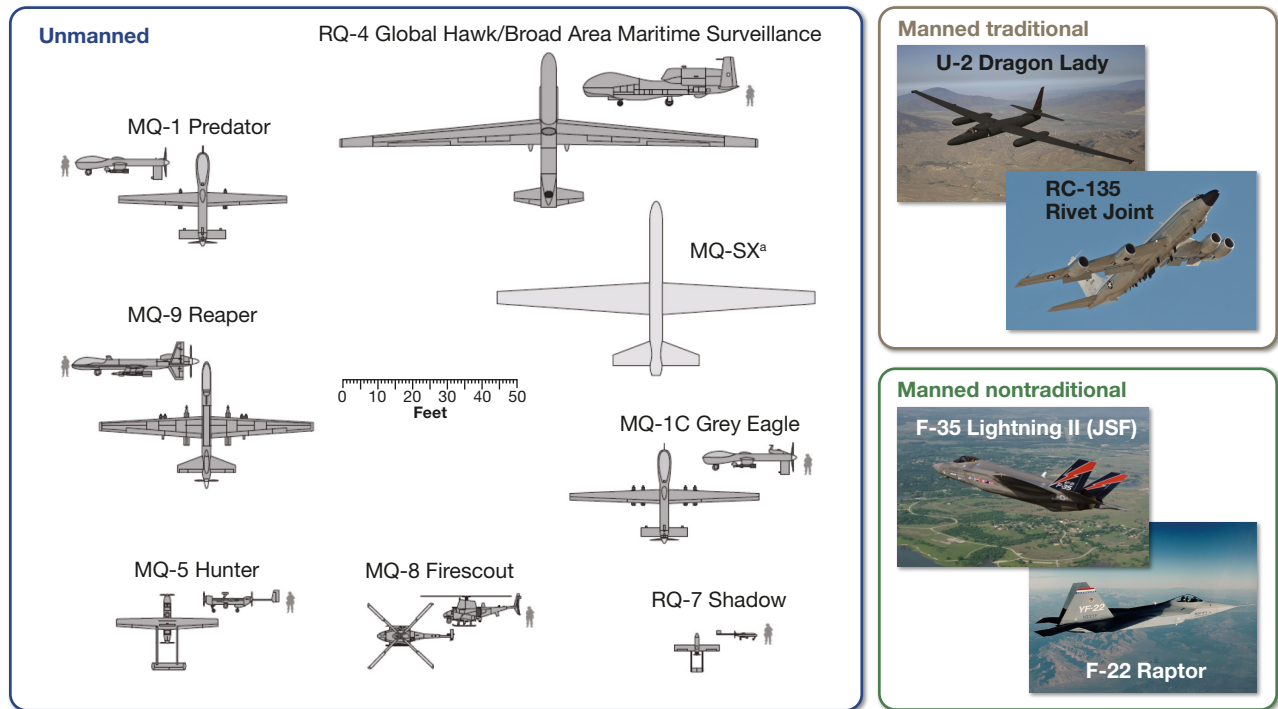 Unmanned
RQ-4 Global Hawk/Broad Area Maritime Surveillance
MQ-1 Predator
MQ-SXᵃ
MQ-9 Reaper
0 10 20 30 40 50
Feet
MQ-1C Grey Eagle
MQ-5 Hunter
MQ-8 Firescout
RQ-7 Shadow
Manned traditional
U-2 Dragon Lady
RC-135
Rivet Joint
Manned nontraditional
F-35 Lightning II (JSF)
F-35
YF-22
F-22 Raptor